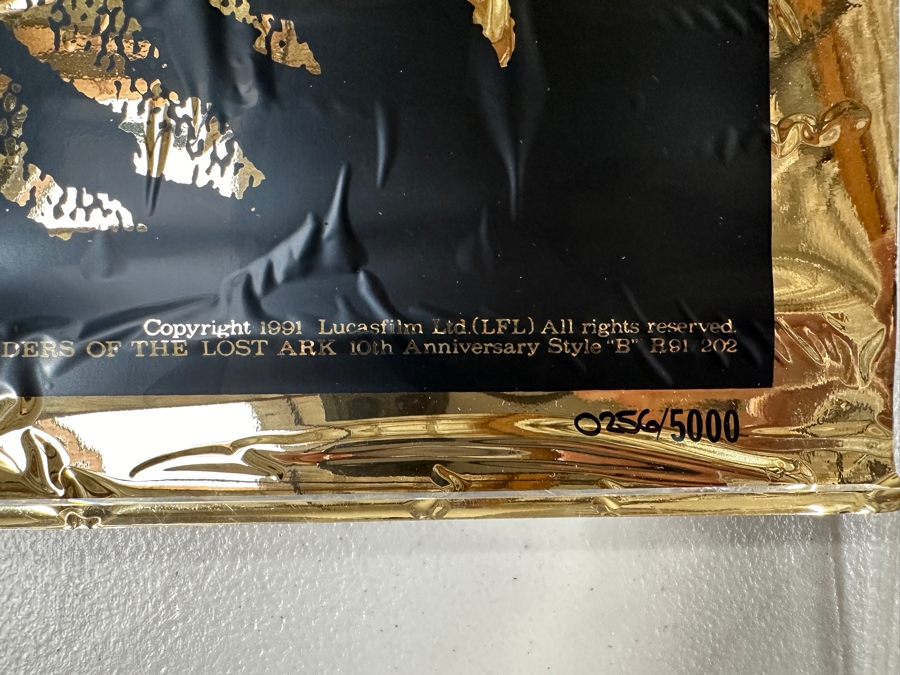 Copyright 1991 Lucasfilm Ltd.(LFL) All rights reserved.
DERS OF THE LOST ARK 10th Anniversary Style "B" R91 202
0256/5000